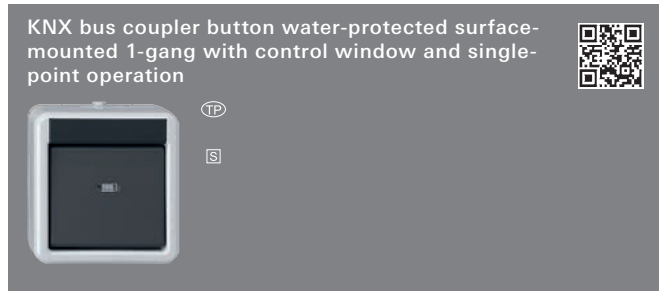 KNX bus coupler button water-protected surface-
mounted 1-gang with control window and single-
point operation
TP
S